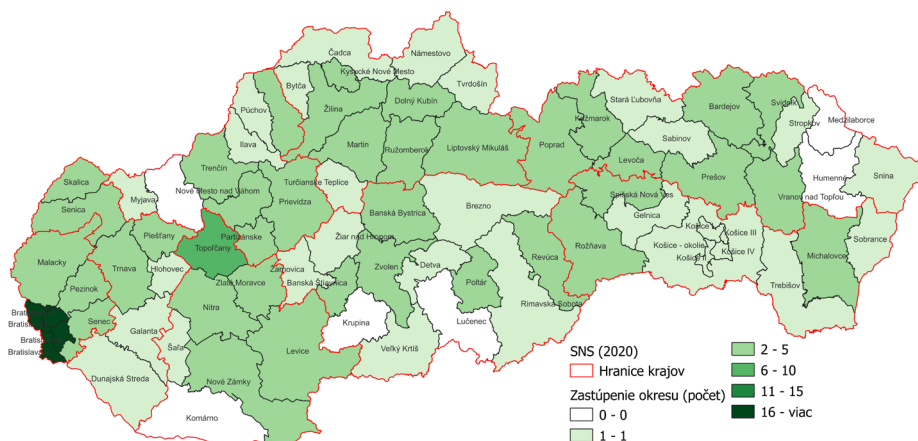 Čadca
Námestovo
Kysucké Nové Mesto
Tvrdošín
Bytča
Púchov
Žilina
Dolný Kubín
Ilava
Martin
Ružomberok
Liptovský Mikuláš
Poprad
Kežmarok
Stará Ľubovňa
Bardejov
Svidník
Stropkov
Medzilaborce
Sabinov
Levoča
Prešov
Humenné
Snina
Vranov nad Topľou
Trenčín
Skalica
Myjava
Nové Mesto nad Váhom
Turčianske Teplice
Prievidza
Senica
Banská Bystrica
Brezno
Spišská Nová Ves
Gelnica
Piešťany
Topoľčany
Partizánske
Žiar nad Hronom
Rožňava
Košice - okolie
Košice I
Košice II
Košice III
Košice IV
Sobrance
Michalovce
Malacky
Trnava
Hlohovec
Zvolen
Detva
Revúca
Zlaté Moravce
Žarnovica
Banská Štiavnica
Poltár
Trebišov
Pezinok
Nitra
Rimavská Sobota
Senec
Galanta
Šaľa
Levice
Krupina
Lučenec
Veľký Krtíš
Dunajská Streda
Nové Zámky
Komárno
SNS (2020)
Hranice krajov
Zastúpenie okresu (počet)
0 - 0
1 - 1
2 - 5
6 - 10
11 - 15
16 - viac